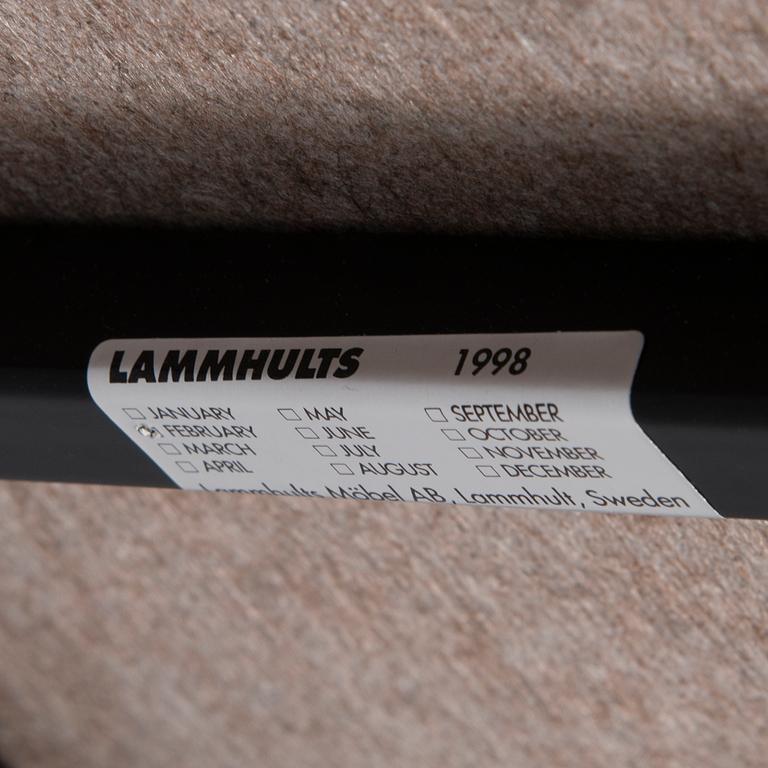 LAMMHULTS 1998
JANUARY MAY SEPTEMBER
FEBRUARY JUNE OCTOBER
MARCH JULY NOVEMBER
APRIL AUGUST DECEMBER
Lammhults Möbel AB, Lammhult, Sweden